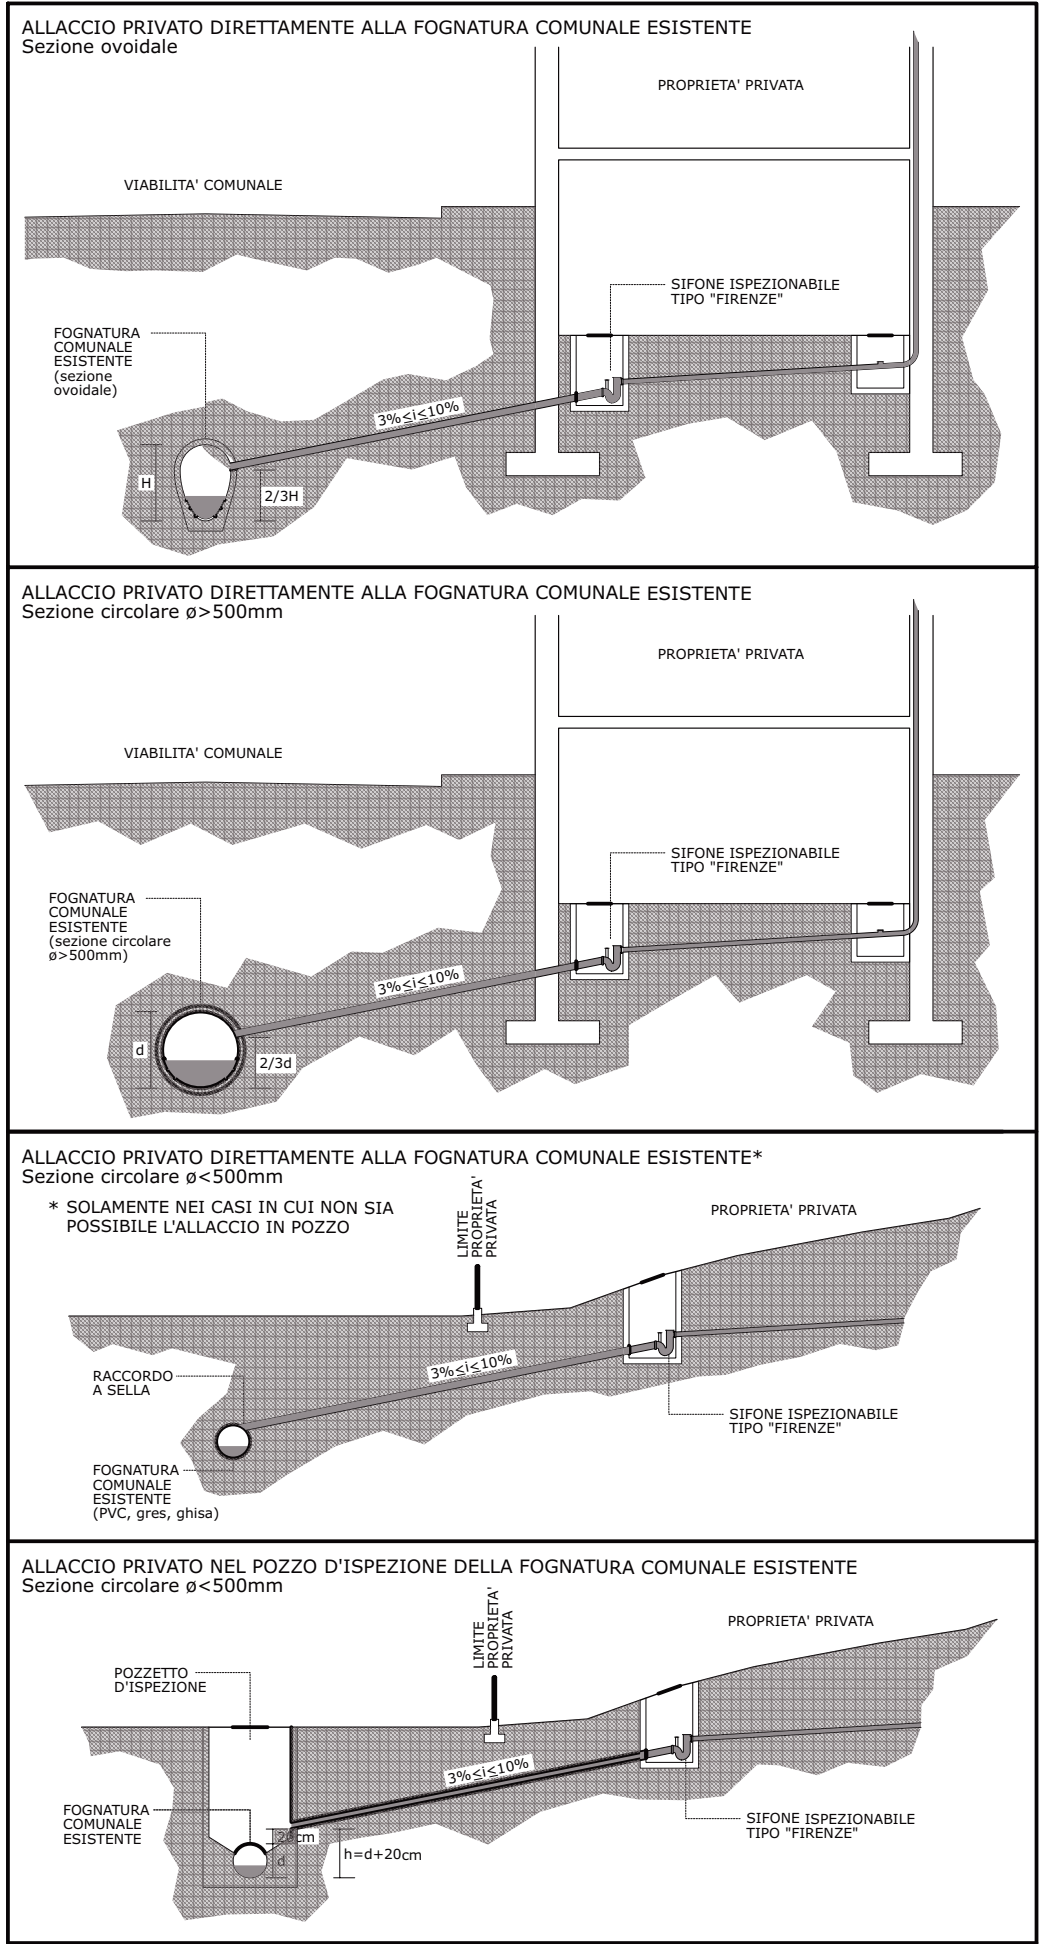 ALLACCIO PRIVATO DIRETTAMENTE ALLA FOGNATURA COMUNALE ESISTENTE
Sezione ovoidale
PROPRIETA' PRIVATA
VIABILITA' COMUNALE
SIFONE ISPEZIONABILE
TIPO "FIRENZE"
FOGNATURA
COMUNALE
ESISTENTE
(sezione
ovoidale)
3%≤i≤10%
H
2/3H
ALLACCIO PRIVATO DIRETTAMENTE ALLA FOGNATURA COMUNALE ESISTENTE
Sezione circolare ø>500mm
PROPRIETA' PRIVATA
VIABILITA' COMUNALE
SIFONE ISPEZIONABILE
TIPO "FIRENZE"
FOGNATURA
COMUNALE
ESISTENTE
(sezione circolare
ø>500mm)
3%≤i≤10%
d
2/3d
ALLACCIO PRIVATO DIRETTAMENTE ALLA FOGNATURA COMUNALE ESISTENTE*
Sezione circolare ø<500mm
* SOLAMENTE NEI CASI IN CUI NON SIA
POSSIBILE L'ALLACCIO IN POZZO
LIMITE
PROPRIETA'
PRIVATA
PROPRIETA' PRIVATA
3%≤i≤10%
RACCORDO
A SELLA
SIFONE ISPEZIONABILE
TIPO "FIRENZE"
FOGNATURA
COMUNALE
ESISTENTE
(PVC, gres, ghisa)
ALLACCIO PRIVATO NEL POZZO D'ISPEZIONE DELLA FOGNATURA COMUNALE ESISTENTE
Sezione circolare ø<500mm
LIMITE
PROPRIETA'
PRIVATA
PROPRIETA' PRIVATA
POZZETTO
D'ISPEZIONE
3%≤i≤10%
FOGNATURA
COMUNALE
ESISTENTE
20cm
d
h=d+20cm
SIFONE ISPEZIONABILE
TIPO "FIRENZE"